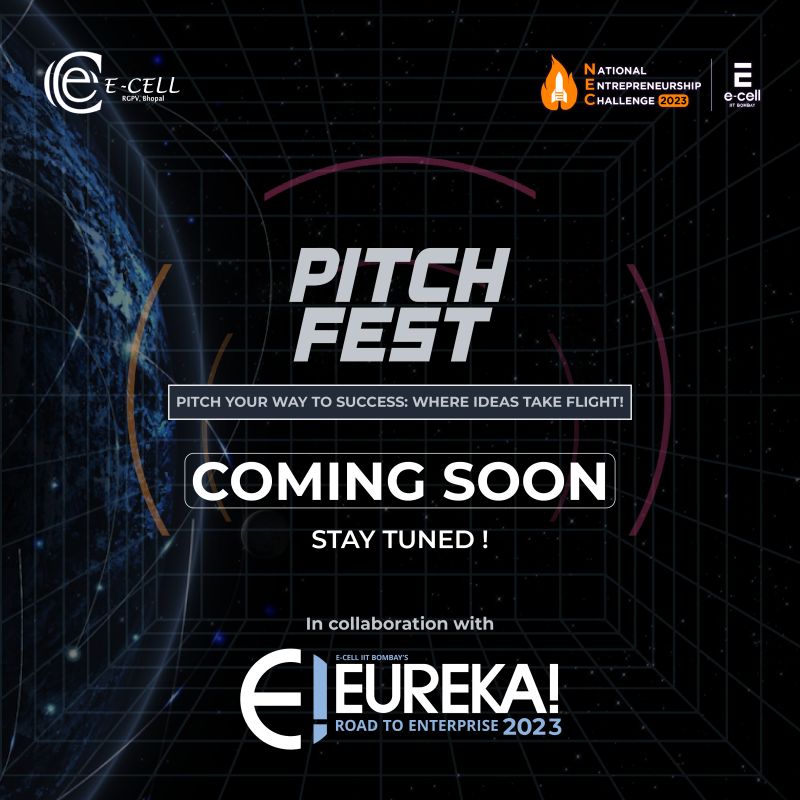 E-CELL
RGPV, Bhopal
NATIONAL
ENTREPRENEURSHIP
CHALLENGE 2023
E
e-cell
IIT BOMBAY
PITCH
FEST
PITCH YOUR WAY TO SUCCESS: WHERE IDEAS TAKE FLIGHT!
COMING SOON
STAY TUNED !
In collaboration with
E-CELL IIT BOMBAY'S
E! EUREKA!
ROAD TO ENTERPRISE 2023